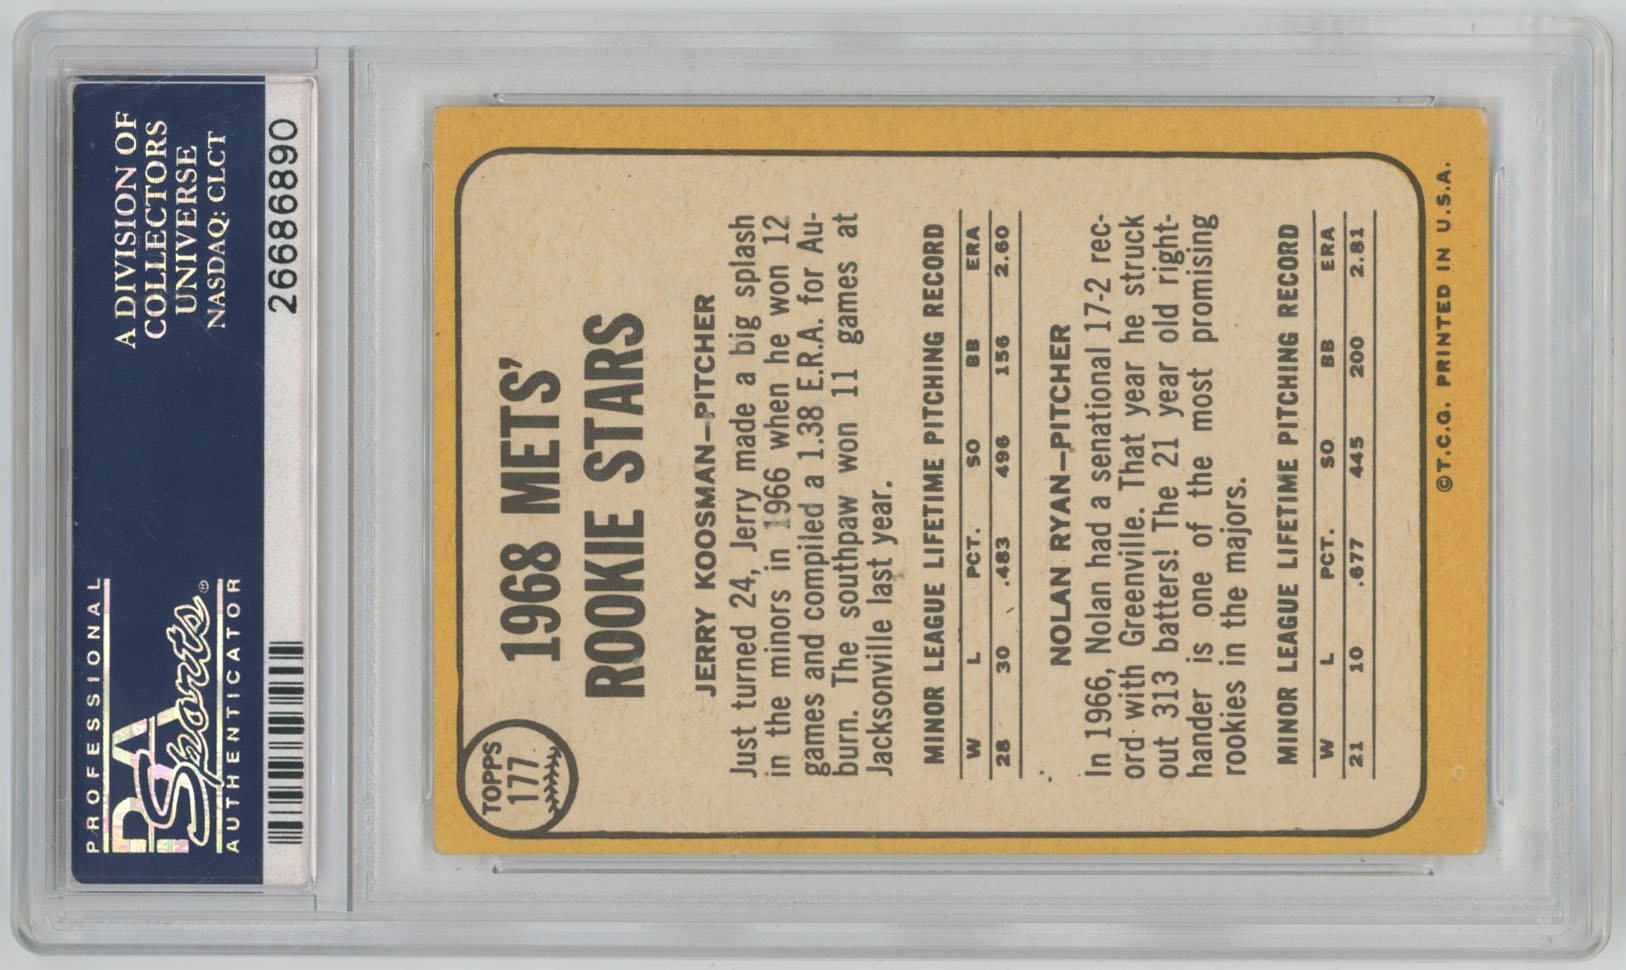 PROFESSIONAL
PSA
Sports®
AUTHENTICATOR
A DIVISION OF
COLLECTORS
UNIVERSE
NASDAQ: CLCT
26686890
TOPPS
177
1968 METS'
ROOKIE STARS
JERRY KOOSMAN—PITCHER
Just turned 24, Jerry made a big splash
in the minors in 1966 when he won 12
games and compiled a 1.38 E.R.A. for Au-
burn. The southpaw won 11 games at
Jacksonville last year.
MINOR LEAGUE LIFETIME PITCHING RECORD
W L PCT. SO BB ERA
28 30 .483 496 156 2.60
NOLAN RYAN—PITCHER
In 1966, Nolan had a senational 17-2 rec-
ord with Greenville. That year he struck
out 313 batters! The 21 year old right-
hander is one of the most promising
rookies in the majors.
MINOR LEAGUE LIFETIME PITCHING RECORD
W L PCT. SO BB ERA
21 10 .677 445 200 2.81
©T.C.G. PRINTED IN U.S.A.